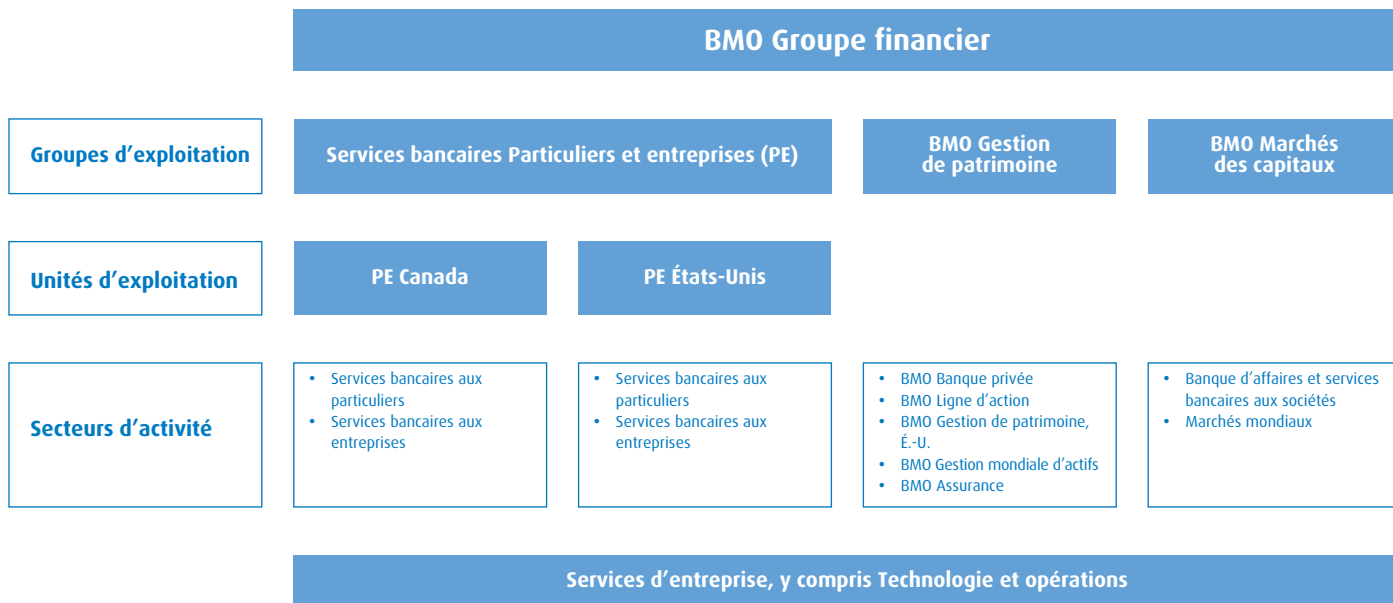 BMO Groupe financier
Groupes d'exploitation
Services bancaires Particuliers et entreprises (PE)
BMO Gestion
de patrimoine
BMO Marchés
des capitaux
Unités d'exploitation
PE Canada
PE États-Unis
Secteurs d'activité
• Services bancaires aux
particuliers
• Services bancaires aux
entreprises
• Services bancaires aux
particuliers
• Services bancaires aux
entreprises
• BMO Banque privée
• BMO Ligne d'action
• BMO Gestion de patrimoine,
É.-U.
• BMO Gestion mondiale d'actifs
• BMO Assurance
• Banque d'affaires et services
bancaires aux sociétés
• Marchés mondiaux
Services d'entreprise, y compris Technologie et opérations